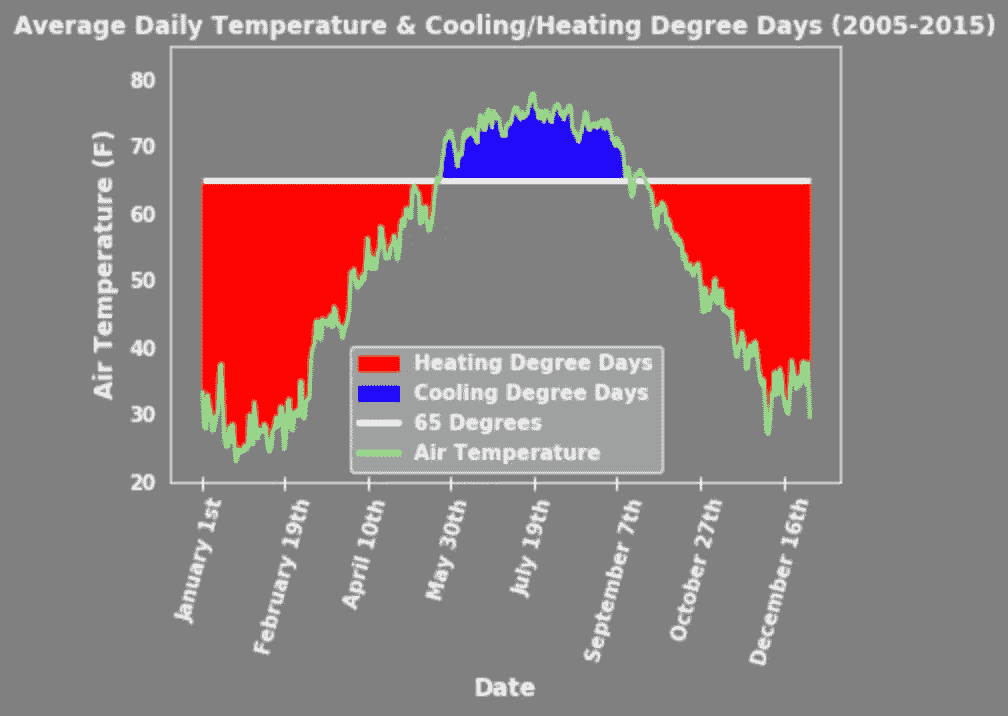 Average Daily Temperature & Cooling/Heating Degree Days (2005-2015)
Air Temperature (F)
80
70
60
50
40
30
20
Heating Degree Days
Cooling Degree Days
65 Degrees
Air Temperature
January 1st
February 19th
April 10th
May 30th
July 19th
September 7th
October 27th
December 16th
Date